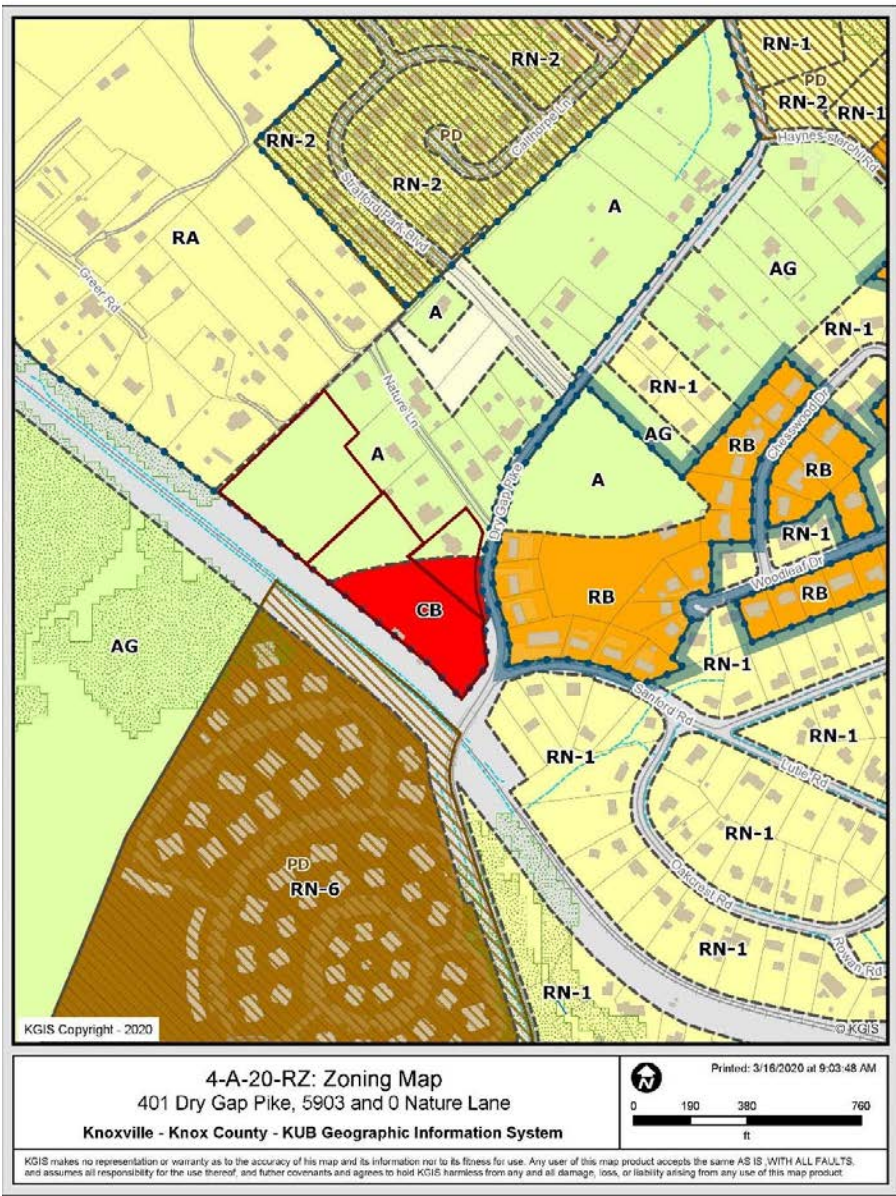 RN-1
RN-2
PD
RN-2
PD
RN-1
RN-2
Calthorpe Ln
Haynes-starchi Rd
RN-2
Strafford Park Blvd
A
RA
AG
Greer Rd
A
RN-1
RN-1
Nature Ln
Chesswood Dr
AG
RB
A
RB
A
Dry Gap Pike
RN-1
Woodleaf Dr
CB
RB
RB
AG
RN-1
Sanford Rd
RN-1
RN-1
Lutie Rd
RN-1
PD
RN-6
Oakcrest Rd
RN-1
Rowan Rd
RN-1
KGIS Copyright - 2020
© KGIS
4-A-20-RZ: Zoning Map
401 Dry Gap Pike, 5903 and 0 Nature Lane
Knoxville - Knox County - KUB Geographic Information System
N
Printed: 3/16/2020 at 9:03:48 AM
0 190 380 760
ft
KGIS makes no representation or warranty as to the accuracy of his map and its information nor to its fitness for use. Any user of this map product accepts the same AS IS ,WITH ALL FAULTS,
and assumes all responsibility for the use thereof, and futher covenants and agrees to hold KGIS harmless from any and all damage, loss, or liability arising from any use of this map product